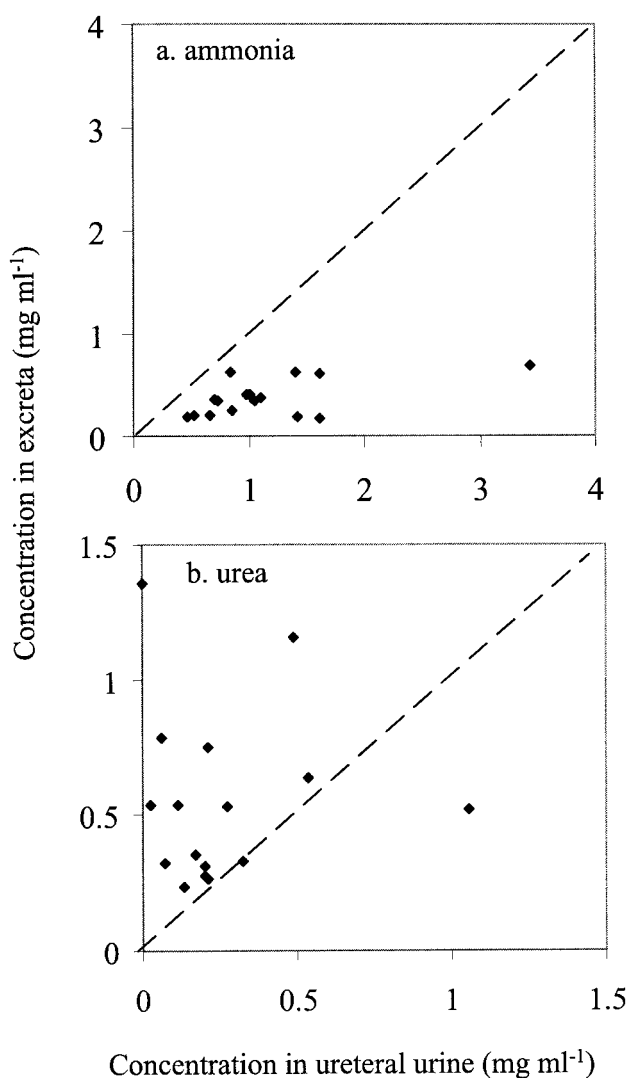 4
a. ammonia
3
2
1
0
0 1 2 3 4
Concentration in excreta (mg ml⁻¹)
1.5
b. urea
1
0.5
0
0 0.5 1 1.5
Concentration in ureteral urine (mg ml⁻¹)